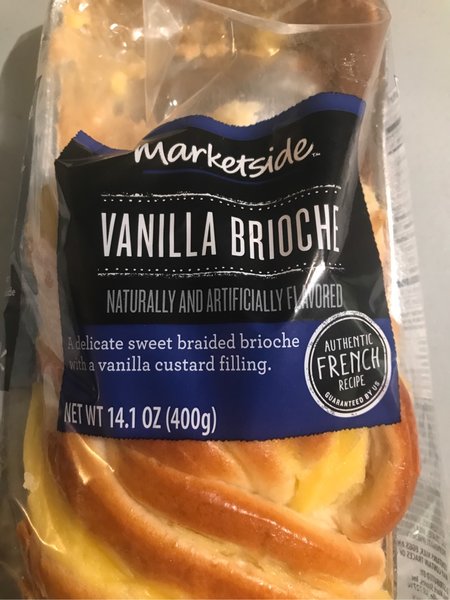 Marketside™
VANILLA BRIOCHE
NATURALLY AND ARTIFICIALLY FLAVORED
A delicate sweet braided brioche
with a vanilla custard filling.
NET WT 14.1 OZ (400g)
AUTHENTIC
FRENCH
RECIPE
GUARANTEED BY US